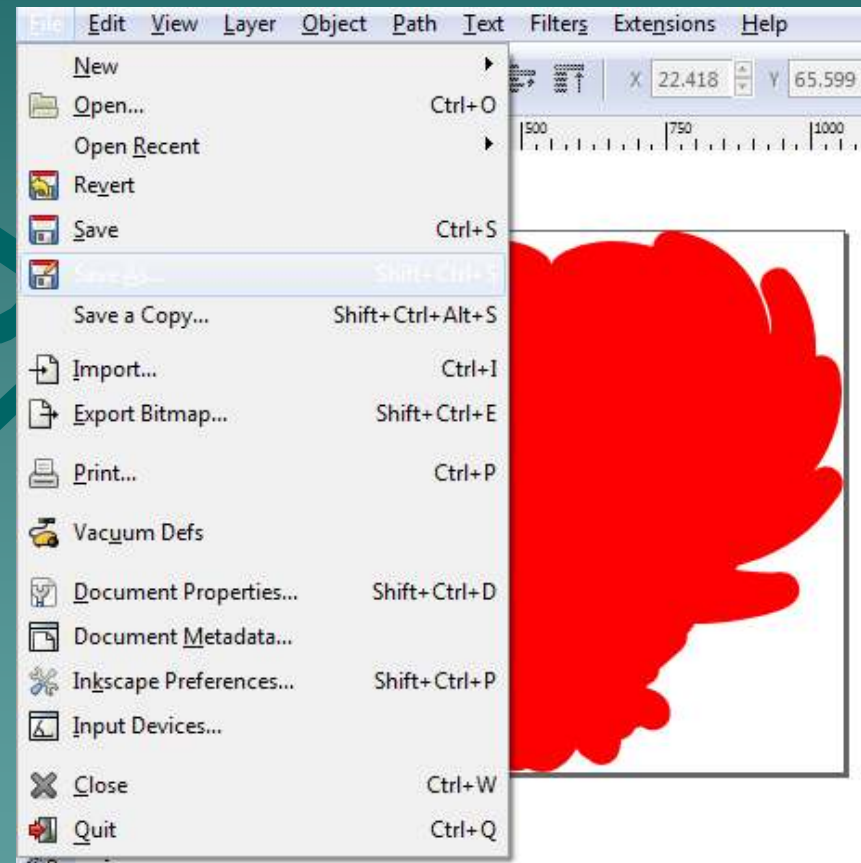 File Edit View Layer Object Path Text Filters Extensions Help
New
X 22.418 Y 65.599
Open... Ctrl+O
500 750 1000
Open Recent
Revert
Save Ctrl+S
Save As... Shift+Ctrl+S
Save a Copy... Shift+Ctrl+Alt+S
Import... Ctrl+I
Export Bitmap... Shift+Ctrl+E
Print... Ctrl+P
Vacuum Defs
Document Properties... Shift+Ctrl+D
Document Metadata...
Inkscape Preferences... Shift+Ctrl+P
Input Devices...
Close Ctrl+W
Quit Ctrl+Q